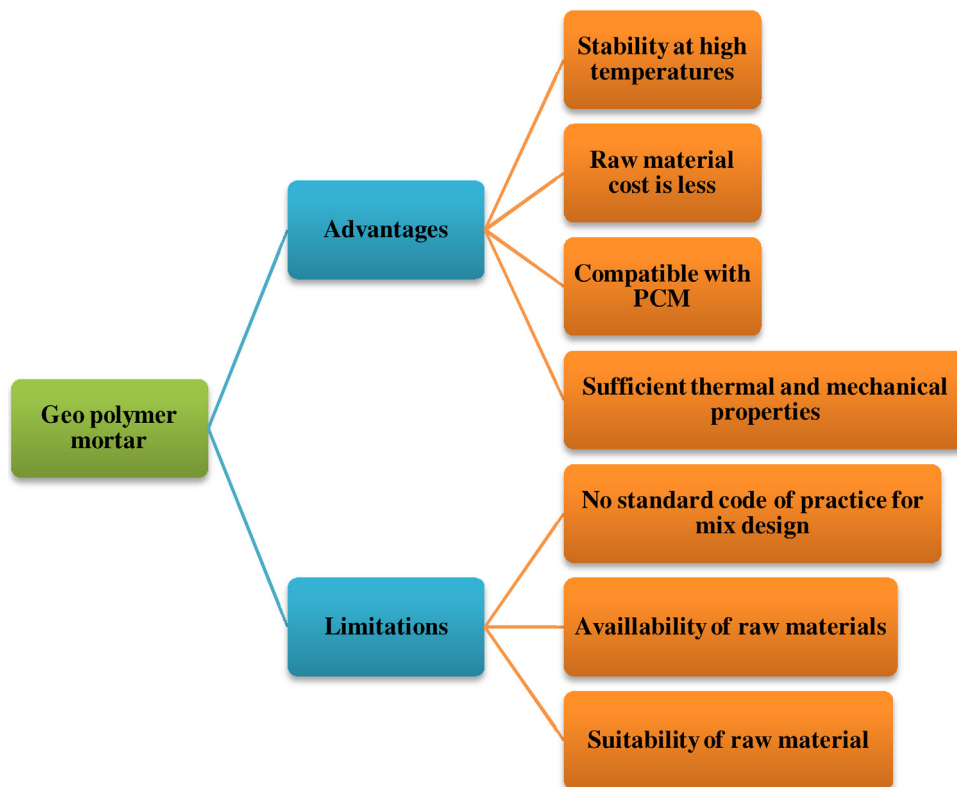 Geo polymer
mortar
Advantages
Stability at high
temperatures
Raw material
cost is less
Compatible with
PCM
Sufficient thermal and mechanical
properties
Limitations
No standard code of practice for
mix design
Availlability of raw materials
Suitability of raw material